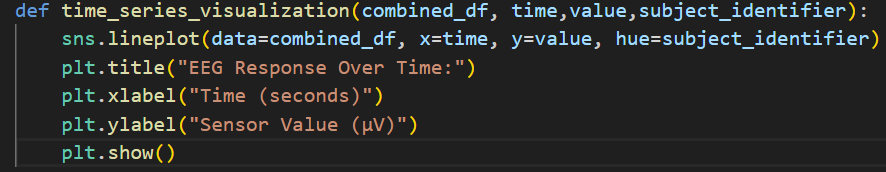 def time_series_visualization(combined_df, time,value,subject_identifier):
    sns.lineplot(data=combined_df, x=time, y=value, hue=subject_identifier)
    plt.title("EEG Response Over Time:")
    plt.xlabel("Time (seconds)")
    plt.ylabel("Sensor Value (µV)")
    plt.show()